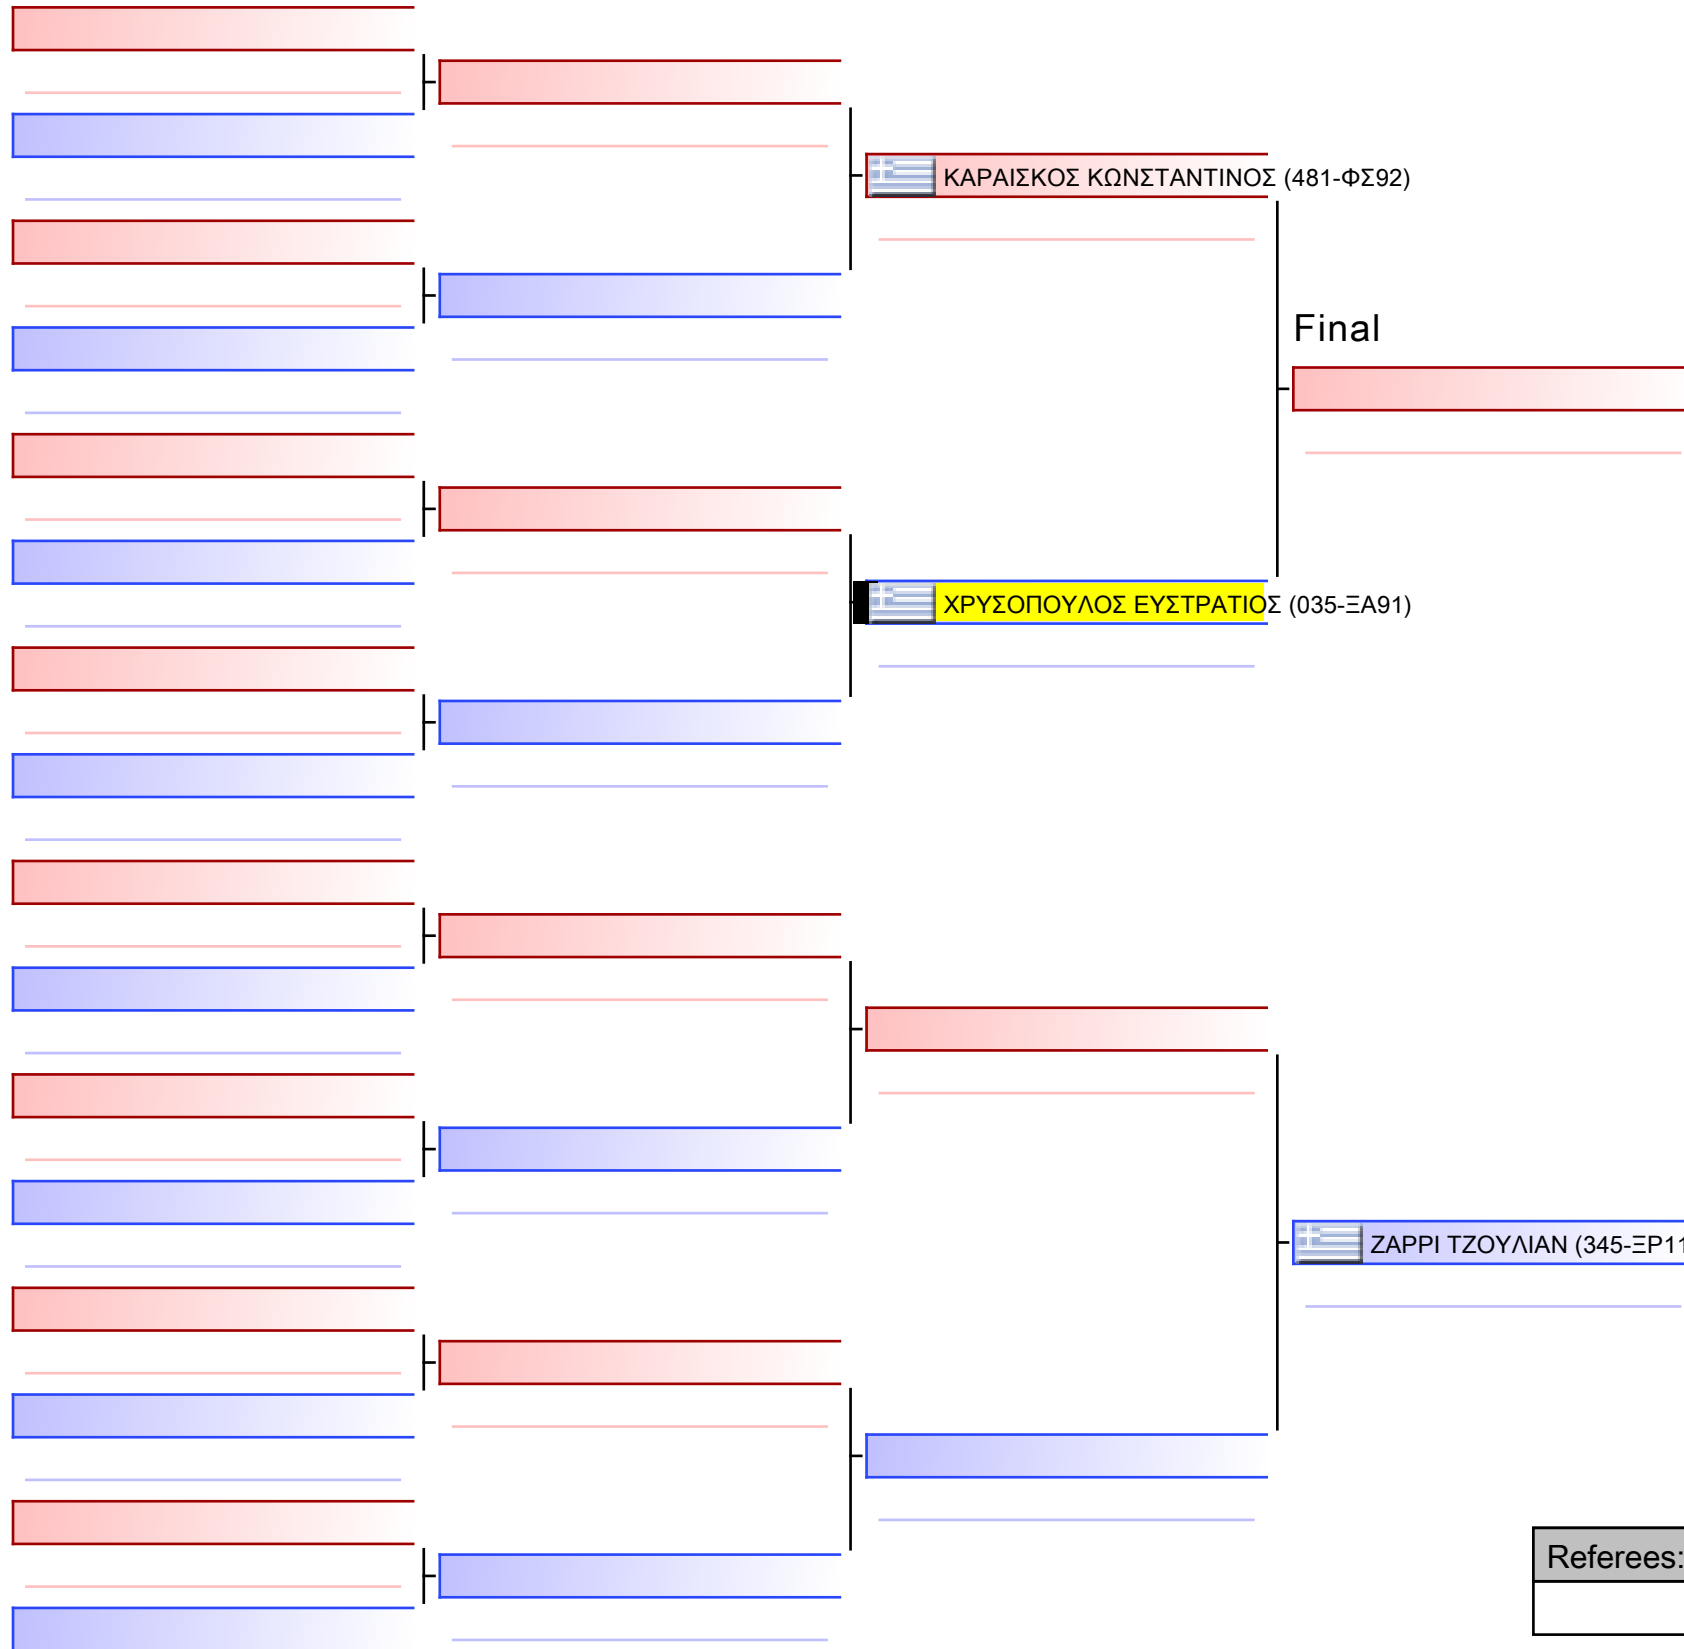 ΚΑΡΑΙΣΚΟΣ ΚΩΝΣΤΑΝΤΙΝΟΣ (481-ΦΣ92)
Final
ΧΡΥΣΟΠΟΥΛΟΣ ΕΥΣΤΡΑΤΙΟΣ (035-ΞΑ91)
ΖΑΡΡΙ ΤΖΟΥΛΙΑΝ (345-ΞΡ11
Referees: